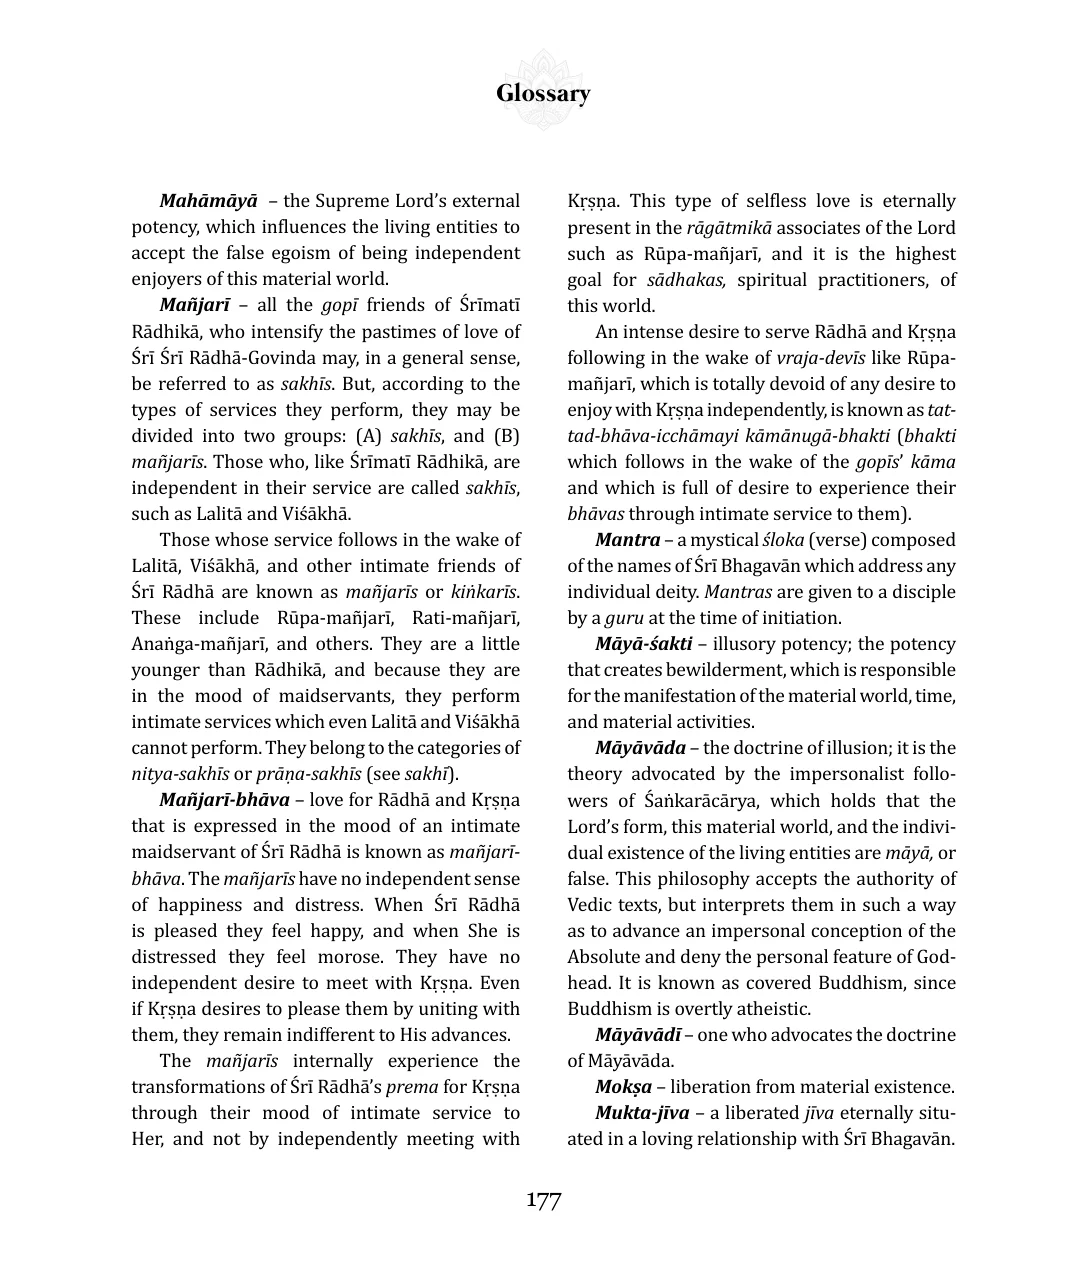 Glossary
Mahāmāyā – the Supreme Lord’s external
potency, which influences the living entities to
accept the false egoism of being independent
enjoyers of this material world.
Mañjarī – all the gopī friends of Śrīmatī
Rādhikā, who intensify the pastimes of love of
Śrī Śrī Rādhā-Govinda may, in a general sense,
be referred to as sakhīs. But, according to the
types of services they perform, they may be
divided into two groups: (A) sakhīs, and (B)
mañjarīs. Those who, like Śrīmatī Rādhikā, are
independent in their service are called sakhīs,
such as Lalitā and Viśākhā.
Those whose service follows in the wake of
Lalitā, Viśākhā, and other intimate friends of
Śrī Rādhā are known as mañjarīs or kiṅkarīs.
These include Rūpa-mañjarī, Rati-mañjarī,
Anaṅga-mañjarī, and others. They are a little
younger than Rādhikā, and because they are
in the mood of maidservants, they perform
intimate services which even Lalitā and Viśākhā
cannot perform. They belong to the categories of
nitya-sakhīs or prāṇa-sakhīs (see sakhī).
Mañjarī-bhāva – love for Rādhā and Kṛṣṇa
that is expressed in the mood of an intimate
maidservant of Śrī Rādhā is known as mañjarī-
bhāva. The mañjarīs have no independent sense
of happiness and distress. When Śrī Rādhā
is pleased they feel happy, and when She is
distressed they feel morose. They have no
independent desire to meet with Kṛṣṇa. Even
if Kṛṣṇa desires to please them by uniting with
them, they remain indifferent to His advances.
The mañjarīs internally experience the
transformations of Śrī Rādhā’s prema for Kṛṣṇa
through their mood of intimate service to
Her, and not by independently meeting with
Kṛṣṇa. This type of selfless love is eternally
present in the rāgātmikā associates of the Lord
such as Rūpa-mañjarī, and it is the highest
goal for sādhakas, spiritual practitioners, of
this world.
An intense desire to serve Rādhā and Kṛṣṇa
following in the wake of vraja-devīs like Rūpa-
mañjarī, which is totally devoid of any desire to
enjoy with Kṛṣṇa independently, is known as tat-
tad-bhāva-icchāmayi kāmānugā-bhakti (bhakti
which follows in the wake of the gopīs’ kāma
and which is full of desire to experience their
bhāvas through intimate service to them).
Mantra – a mystical śloka (verse) composed
of the names of Śrī Bhagavān which address any
individual deity. Mantras are given to a disciple
by a guru at the time of initiation.
Māyā-śakti – illusory potency; the potency
that creates bewilderment, which is responsible
for the manifestation of the material world, time,
and material activities.
Māyāvāda – the doctrine of illusion; it is the
theory advocated by the impersonalist follo-
wers of Śaṅkarācārya, which holds that the
Lord’s form, this material world, and the indivi-
dual existence of the living entities are māyā, or
false. This philosophy accepts the authority of
Vedic texts, but interprets them in such a way
as to advance an impersonal conception of the
Absolute and deny the personal feature of God-
head. It is known as covered Buddhism, since
Buddhism is overtly atheistic.
Māyāvādī – one who advocates the doctrine
of Māyāvāda.
Mokṣa – liberation from material existence.
Mukta-jīva – a liberated jīva eternally situ-
ated in a loving relationship with Śrī Bhagavān.
177